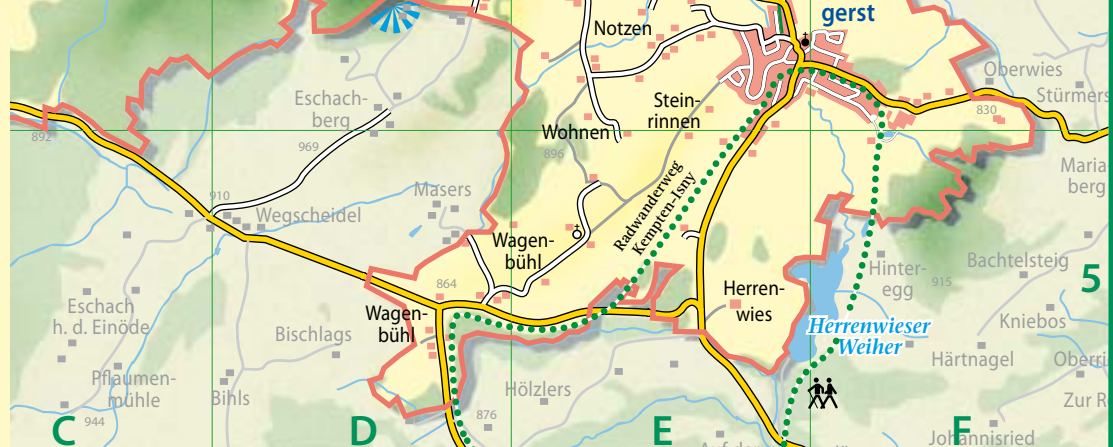 gerst
Notzen
Oberwies
Stürmers
Eschach-
berg
Stein-
rinnen
830
892
Wohnen
969
896
Maria
berg
Radwanderweg
Kempten-Isny
Masers
910
Wegscheidel
Wagen-
bühl
Hinter-
egg
Bachtelsteig
915
5
864
Herren-
wies
Eschach
h. d. Einöde
Wagen-
bühl
Bischlags
Herrenwieser
Weiher
Kniebos
Härtnagel
Oberri
Pflaumen-
mühle
Bihls
Hölzlers
Zur R
944
876
C
D
E
F
Johannisried